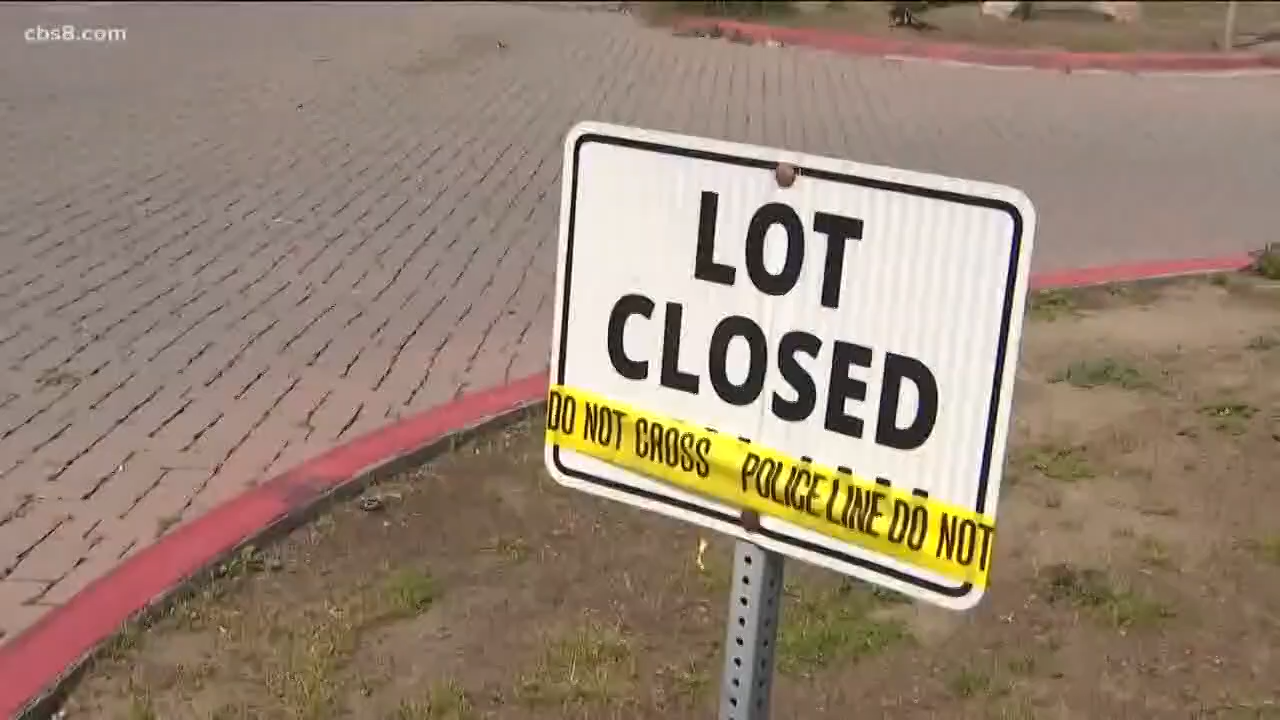 cbs8.com
LOT
CLOSED
DO NOT CROSS POLICE LINE DO NOT